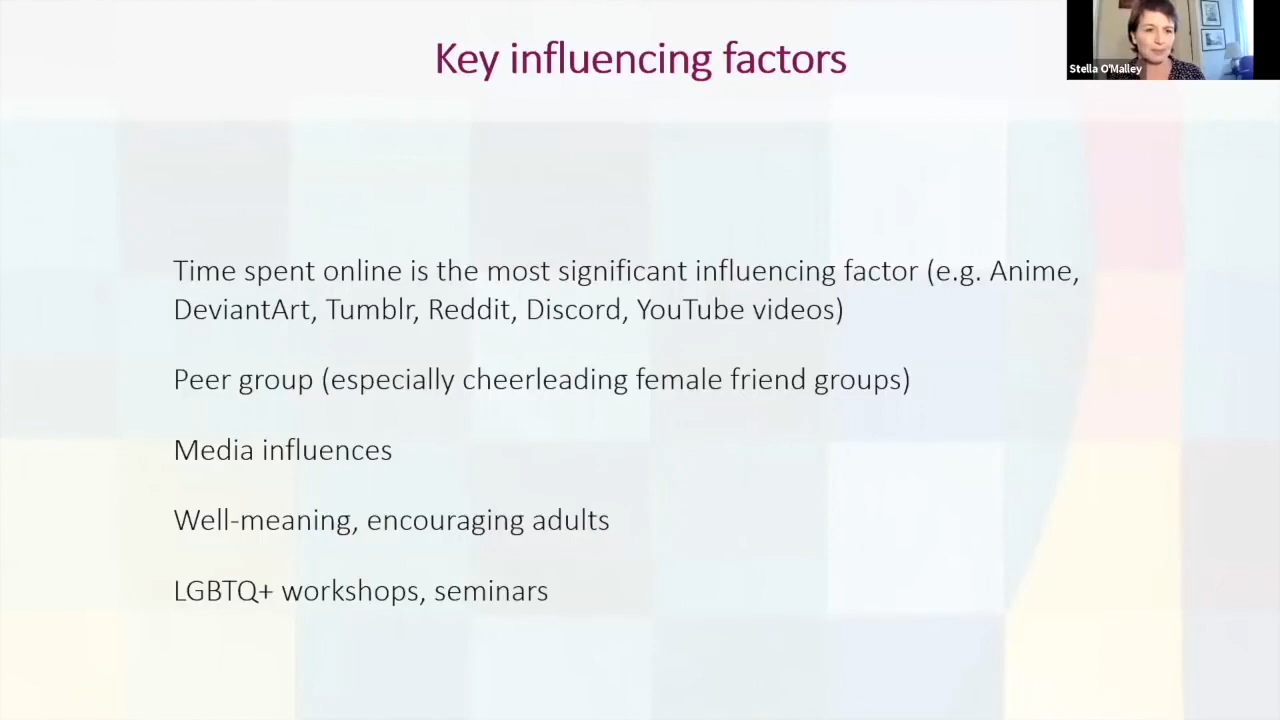 Key influencing factors
Stella O'Malley
Time spent online is the most significant influencing factor (e.g. Anime,
DeviantArt, Tumblr, Reddit, Discord, YouTube videos)
Peer group (especially cheerleading female friend groups)
Media influences
Well-meaning, encouraging adults
LGBTQ+ workshops, seminars